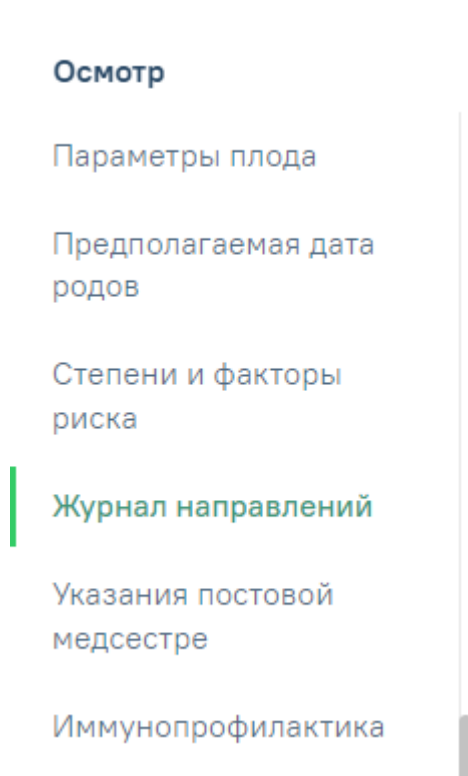 Осмотр
Параметры плода
Предполагаемая дата
родов
Степени и факторы
риска
Журнал направлений
Указания постовой
медсестре
Иммунопрофилактика